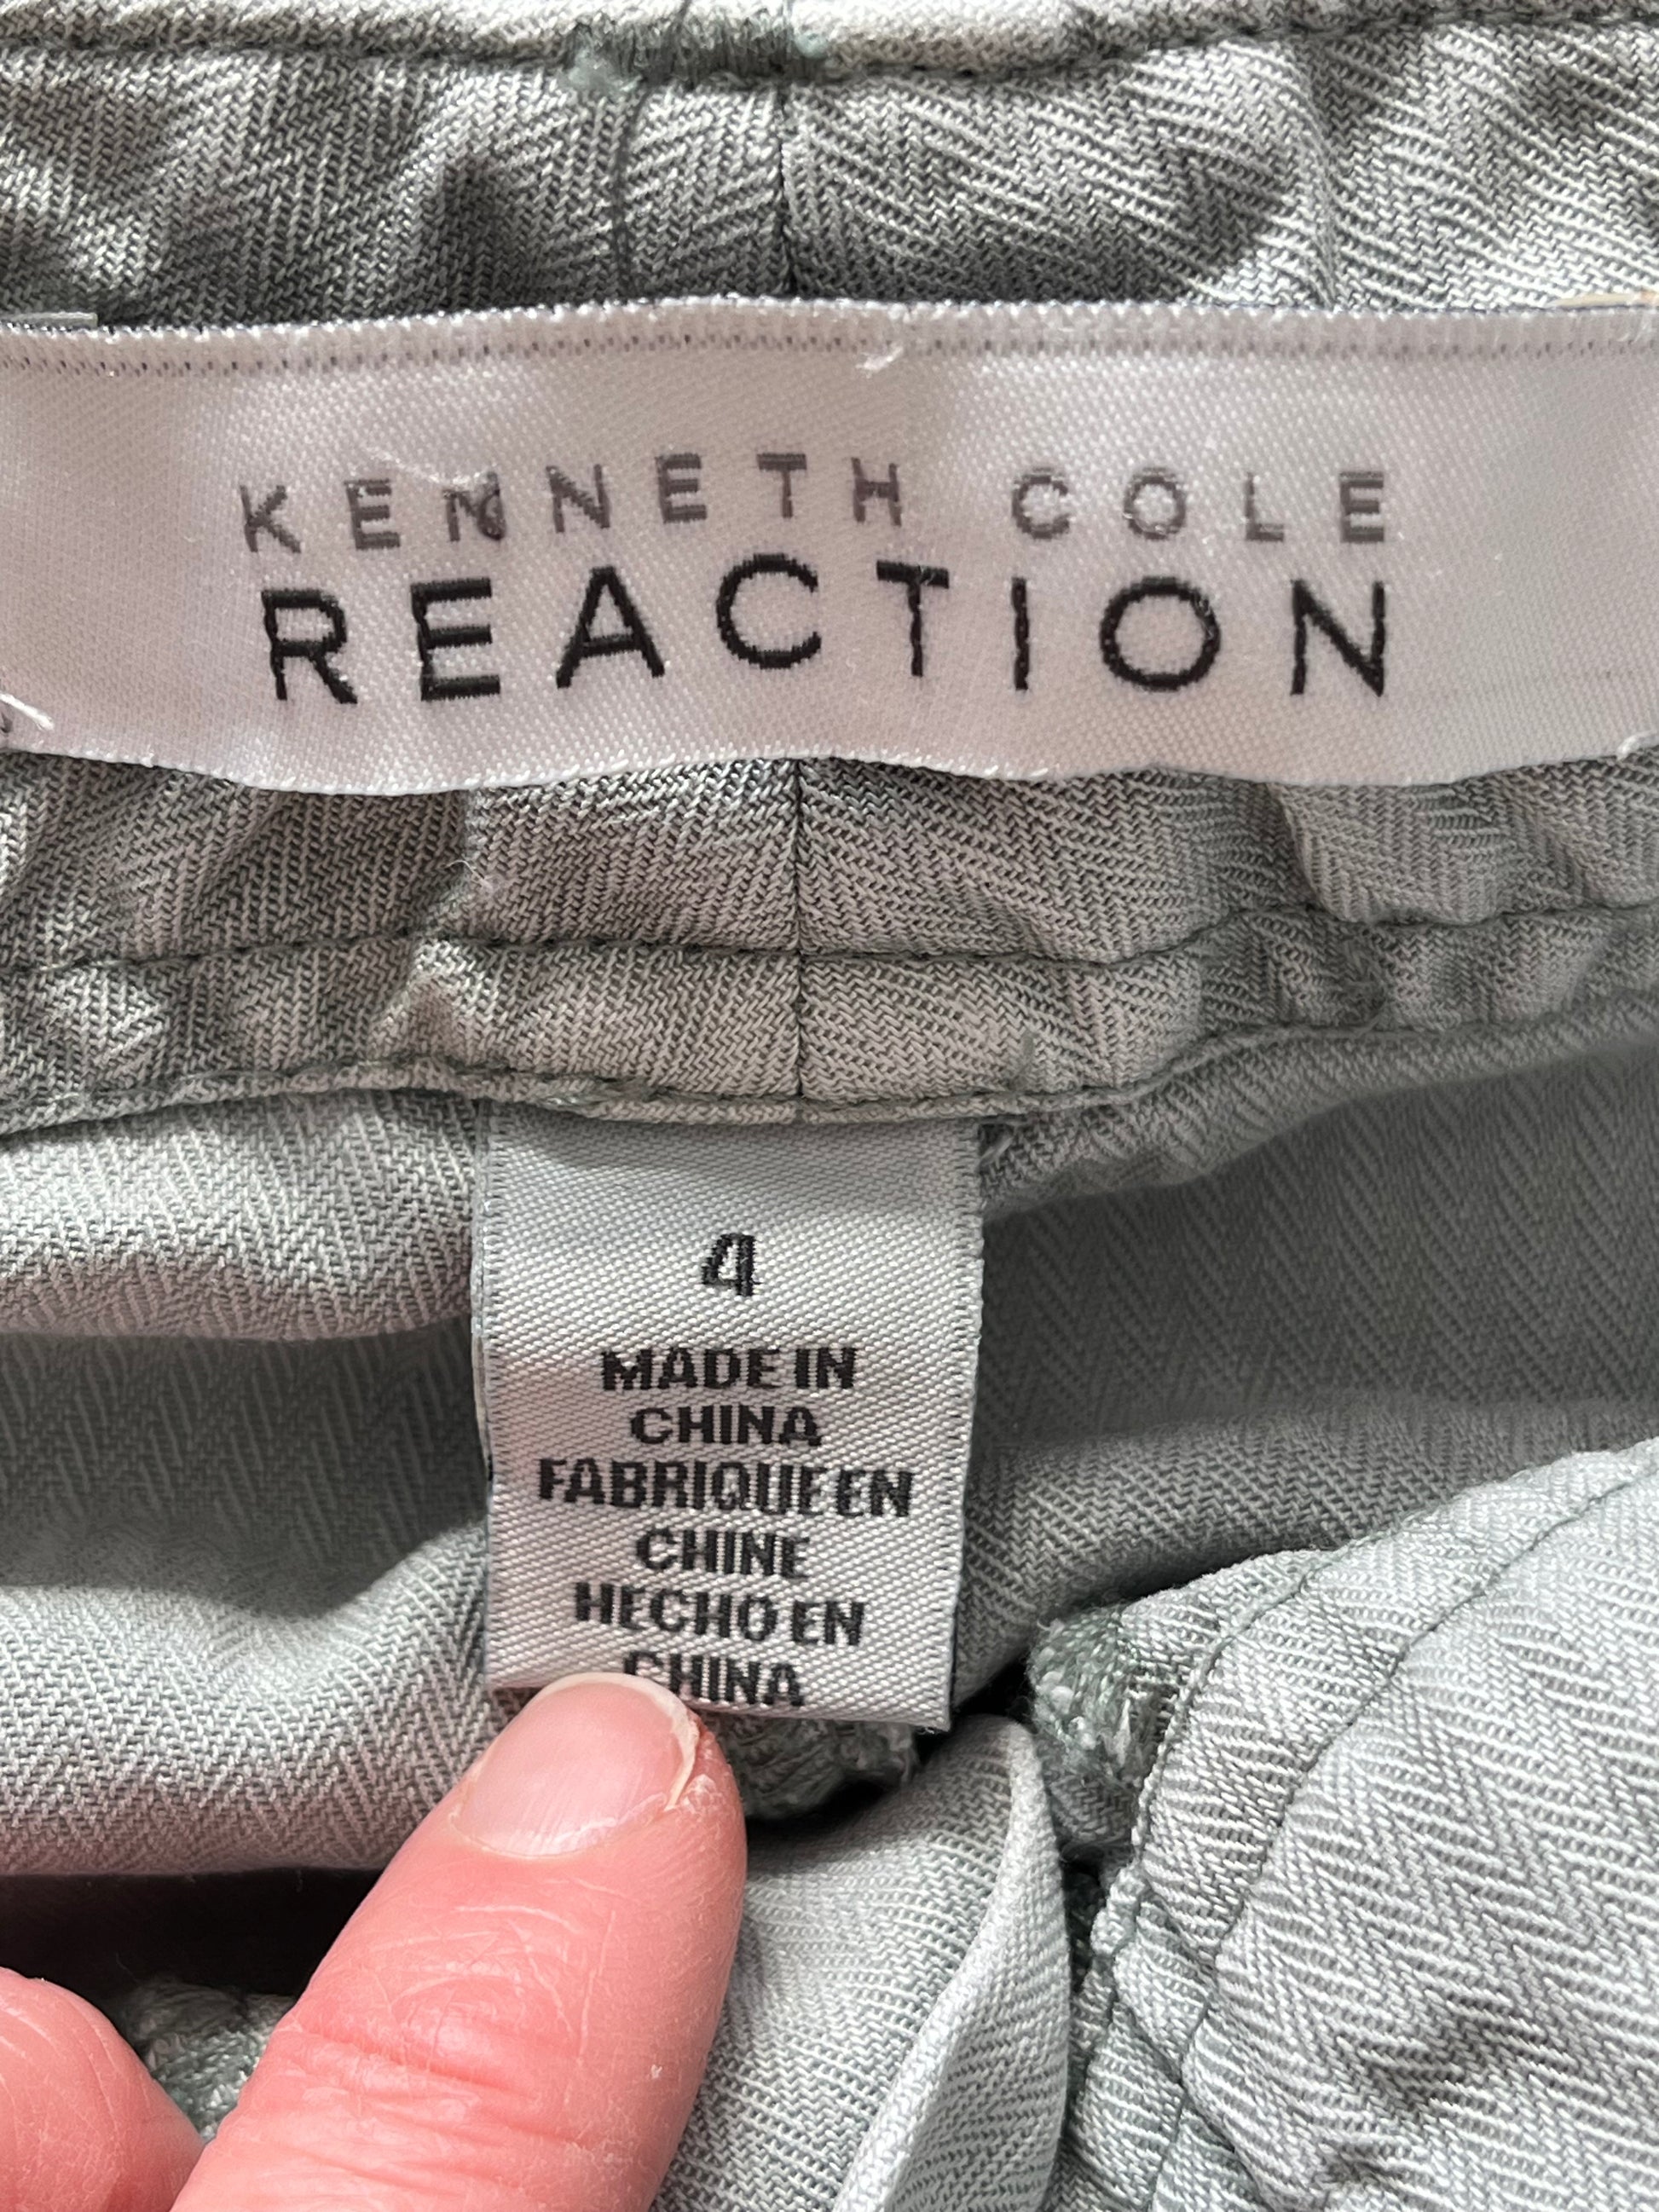 KENNETH COLE
REACTION
4
MADE IN
CHINA
FABRIQUE EN
CHINE
HECHO EN
CHINA